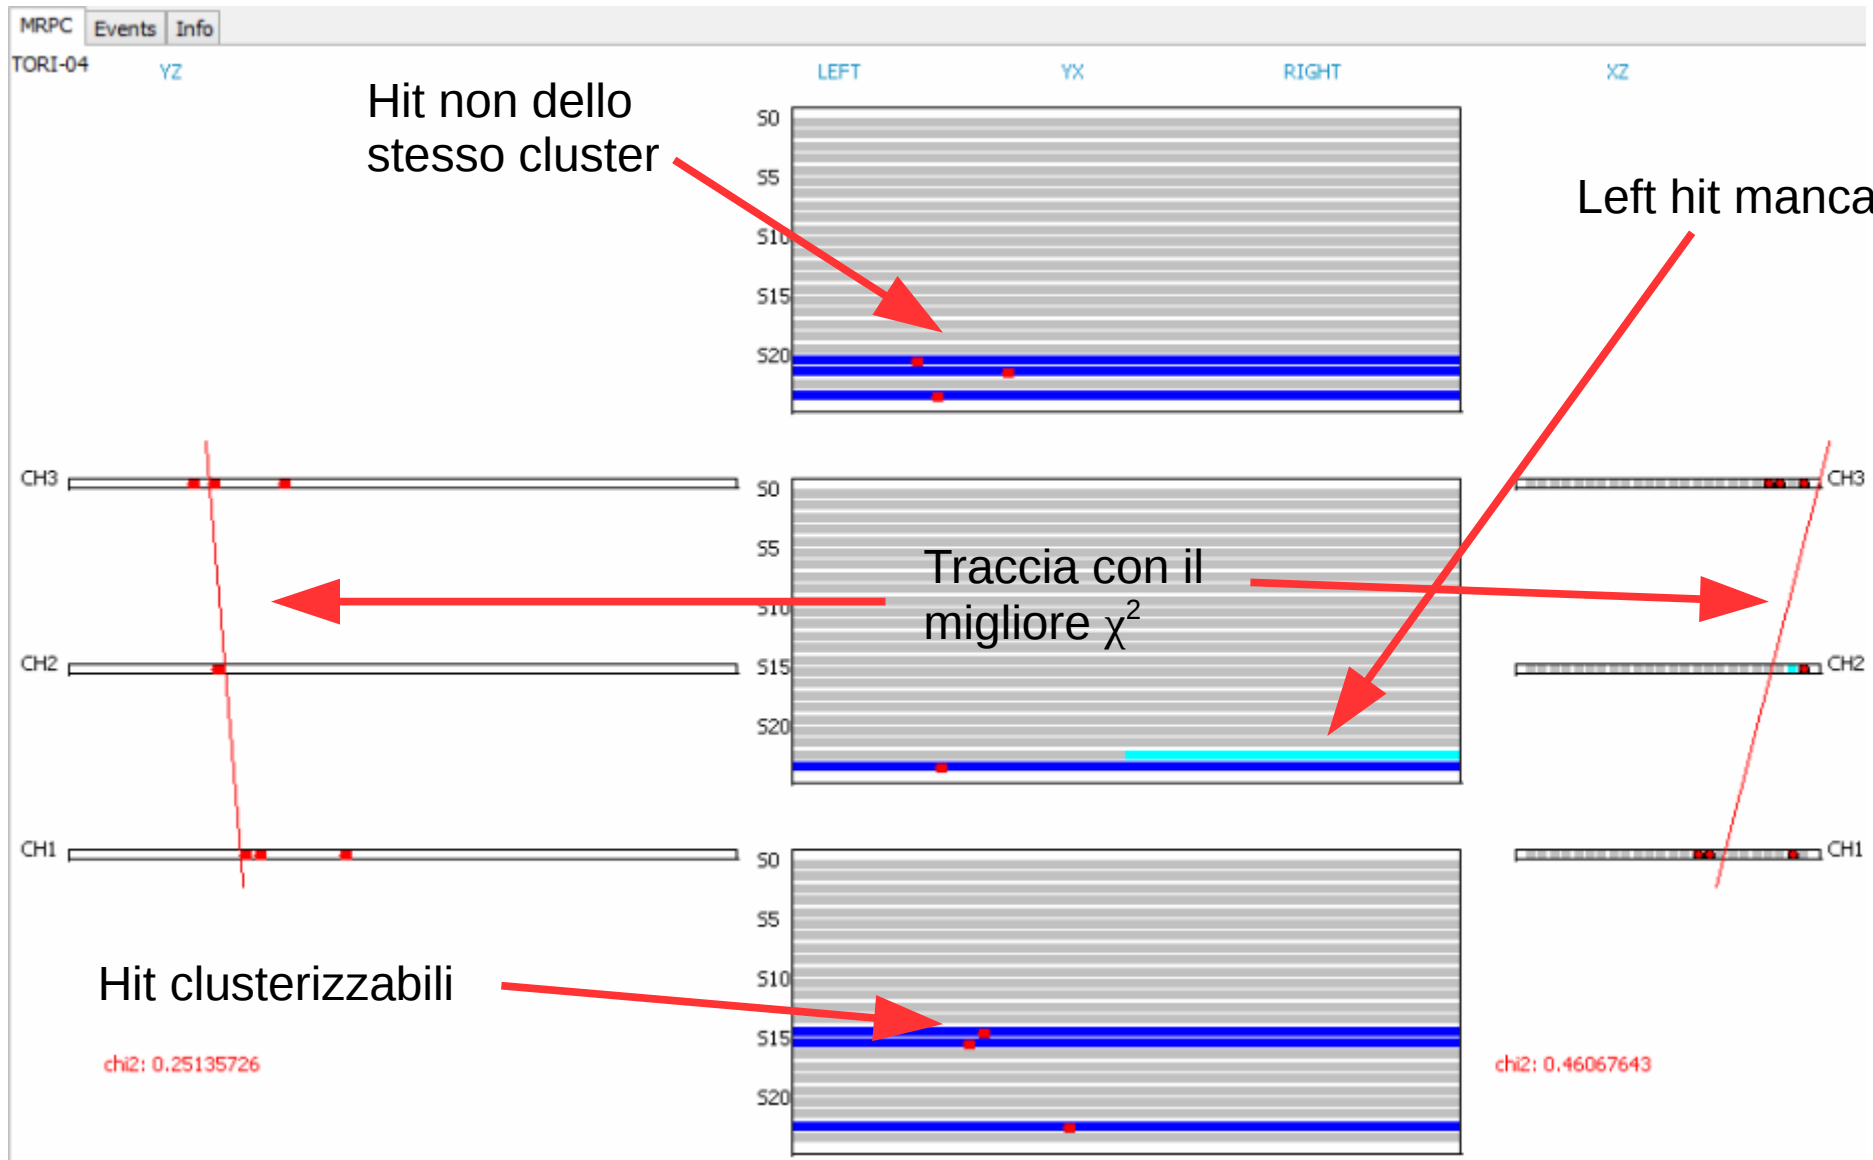 MRPC Events Info
TORI-04
YZ LEFT YX RIGHT XZ
Hit non dello
stesso cluster
Left hit manca
S0
S5
S10
S15
S20
CH3 CH3
S0
S5
Traccia con il
migliore χ²
S10
CH2 S15 CH2
S20
CH1 CH1
S0
S5
Hit clusterizzabili
S10
S15
chi2: 0.25135726 chi2: 0.46067643
S20